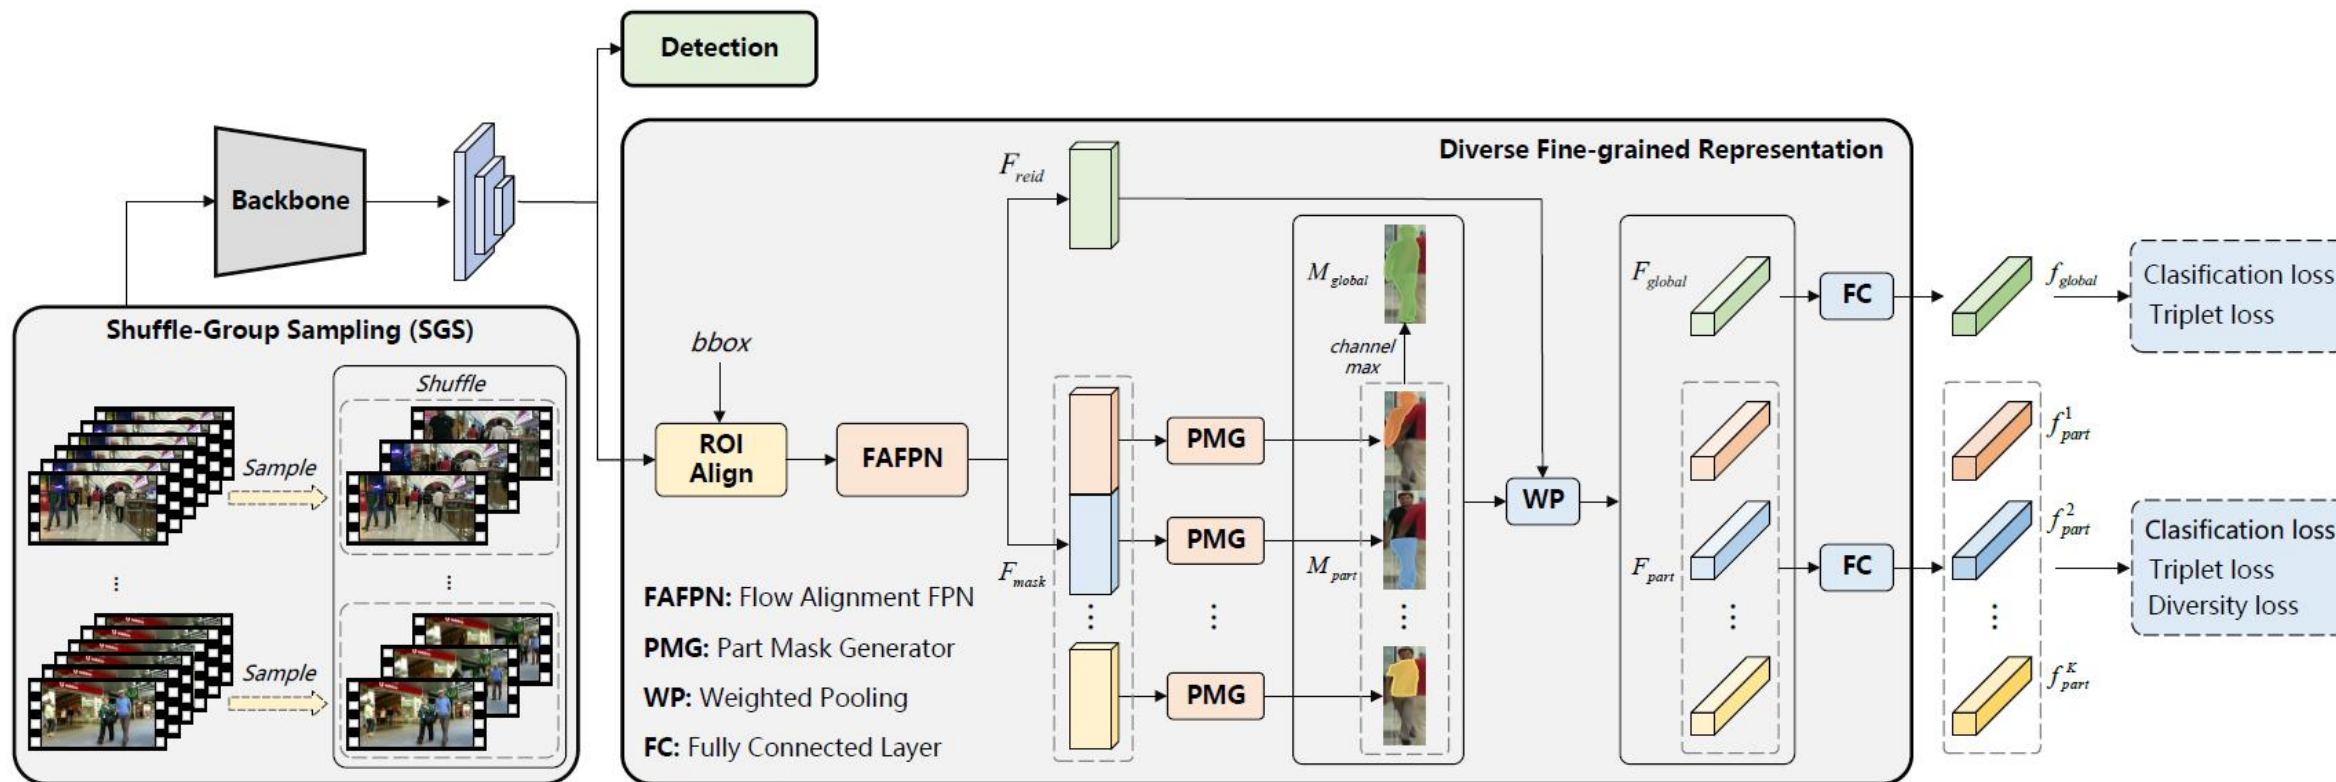 Detection
Diverse Fine-grained Representation
Backbone
F_reid
Shuffle-Group Sampling (SGS)
Shuffle
Sample
⋮
⋮
Sample
bbox
ROI
Align
FAFPN
F_mask
⋮
PMG
PMG
⋮
PMG
M_global
channel
max
M_part
⋮
WP
F_global
F_part
⋮
FC
FC
f_global
f_part^1
f_part^2
⋮
f_part^K
Clasification loss
Triplet loss
Clasification loss
Triplet loss
Diversity loss
FAFPN: Flow Alignment FPN
PMG: Part Mask Generator
WP: Weighted Pooling
FC: Fully Connected Layer